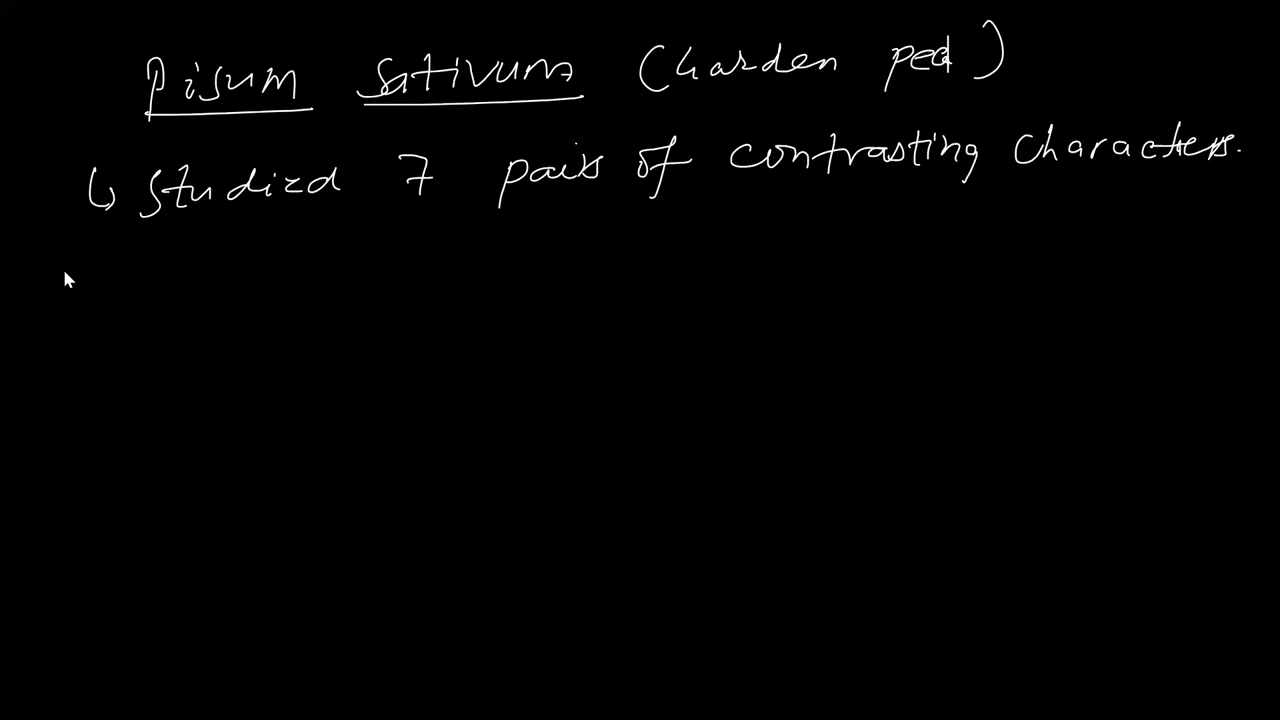 Pisum sativum (Garden pea)
↳ studied 7 pairs of contrasting characters.